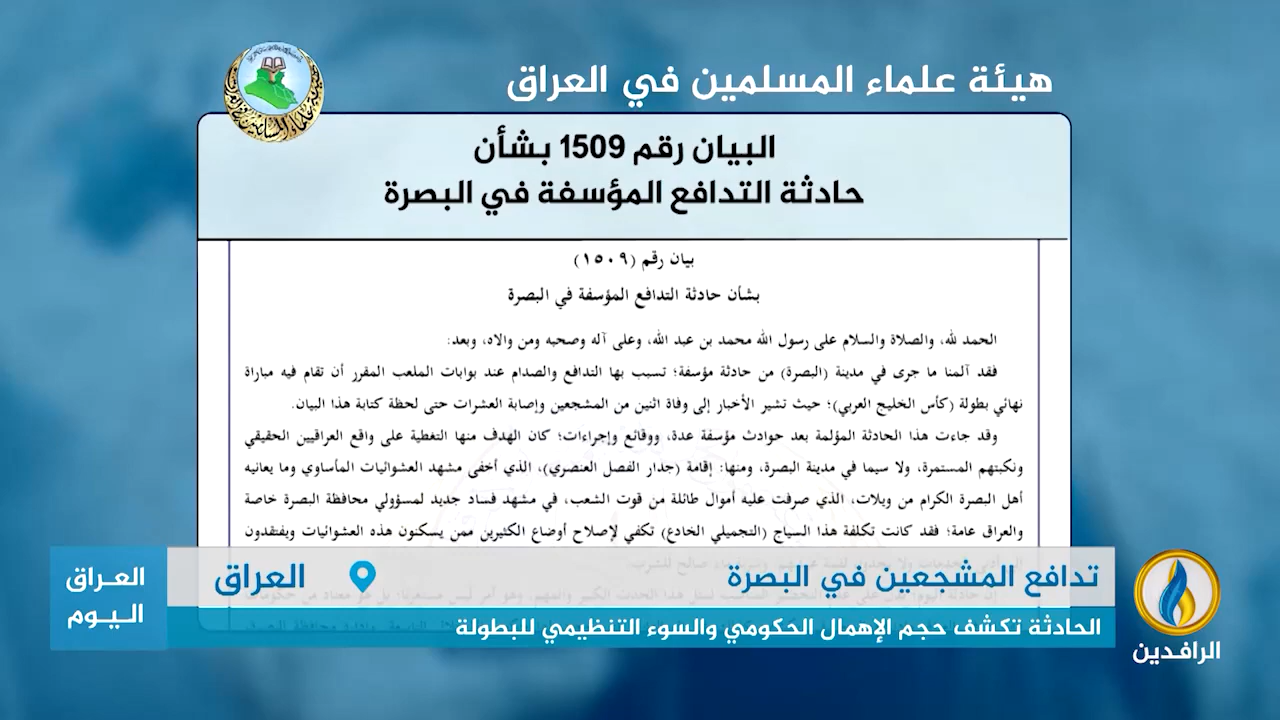 هيئة علماء المسلمين في العراق
البيان رقم 1509 بشأن
حادثة التدافع المؤسفة في البصرة
بيان رقم (١٥٠٩)
بشأن حادثة التدافع المؤسفة في البصرة
الحمد لله، والصلاة والسلام على رسول الله محمد بن عبد الله، وعلى آله وصحبه ومن والاه، وبعد:
فقد آلمنا ما جرى في مدينة (البصرة) من حادثة مؤسفة؛ تسبب بها التدافع والصدام عند بوابات الملعب المقرر أن تقام فيه مباراة
نهائي بطولة (كأس الخليج العربي)؛ حيث تشير الأخبار إلى وفاة اثنين من المشجعين وإصابة العشرات حتى لحظة كتابة هذا البيان.
وقد جاءت هذا الحادثة المؤلمة بعد حوادث مؤسفة عدة، ووقائع وإجراءات؛ كان الهدف منها التغطية على واقع العراقيين الحقيقي
ونكبتهم المستمرة، ولا سيما في مدينة البصرة، ومنها: إقامة (جدار الفصل العنصري)، الذي أخفى مشهد العشوائيات المأساوي وما يعانيه
أهل البصرة الكرام من ويلات، الذي صرفت عليه أموال طائلة من قوت الشعب، في مشهد فساد جديد لمسؤولي محافظة البصرة خاصة
والعراق عامة؛ فقد كانت تكلفة هذا السياج (التجميلي الخادع) تكفي لإصلاح أوضاع الكثيرين ممن يسكنون هذه العشوائيات ويفتقدون
تدافع المشجعين في البصرة
العراق
العراق
اليوم
الحادثة تكشف حجم الإهمال الحكومي والسوء التنظيمي للبطولة
الرافدين